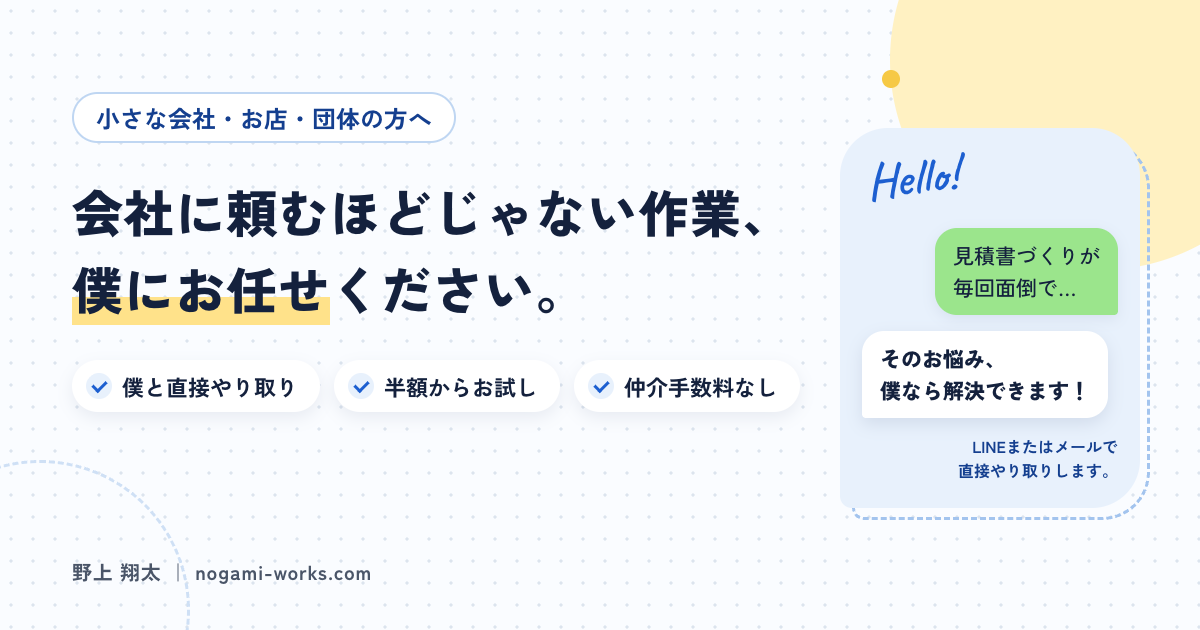 小さな会社・お店・団体の方へ
会社に頼むほどじゃない作業、
僕にお任せください。
僕と直接やり取り
半額からお試し
仲介手数料なし
Hello!
見積書づくりが
毎回面倒で…
そのお悩み、
僕なら解決できます！
LINEまたはメールで
直接やり取りします。
野上 翔太 ｜ nogami-works.com